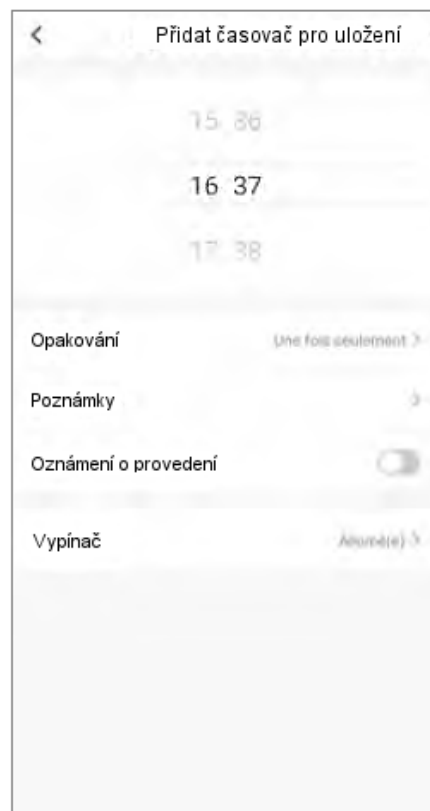 Přidat časovač pro uložení
15 36
16 37
17 38
Opakování Une fois seulement
Poznámky
Oznámení o provedení
Vypínač Allumé(e)